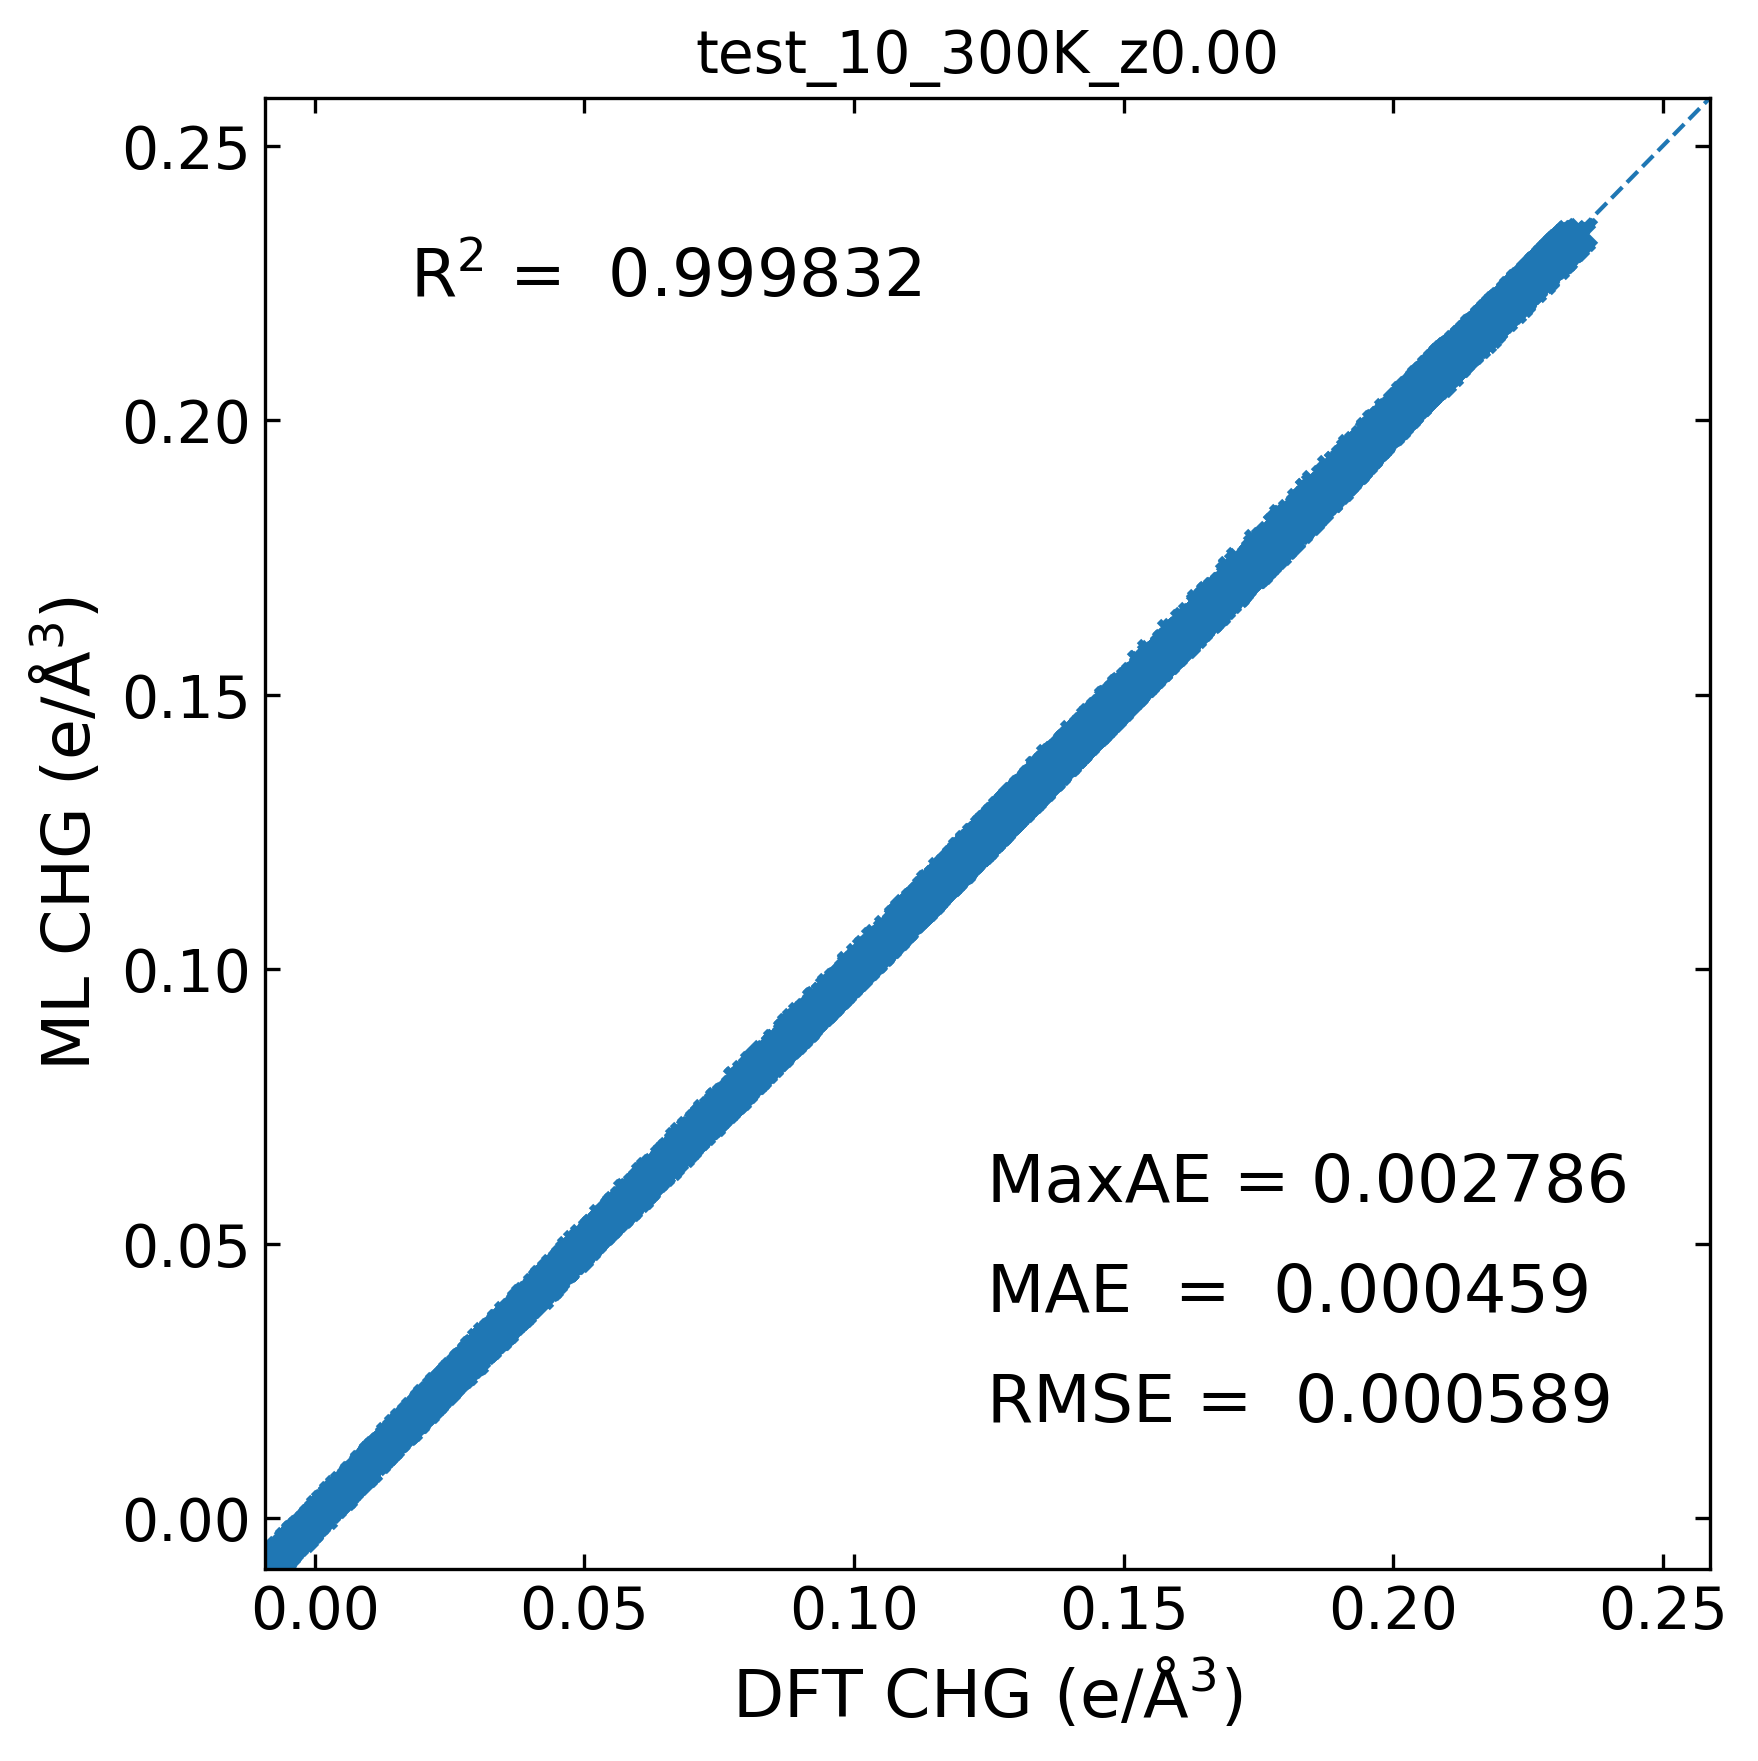 test_10_300K_z0.00
0.25
0.20
0.15
0.10
0.05
0.00
ML CHG (e/Å³)
R² = 0.999832
MaxAE = 0.002786
MAE = 0.000459
RMSE = 0.000589
0.00 0.05 0.10 0.15 0.20 0.25
DFT CHG (e/Å³)